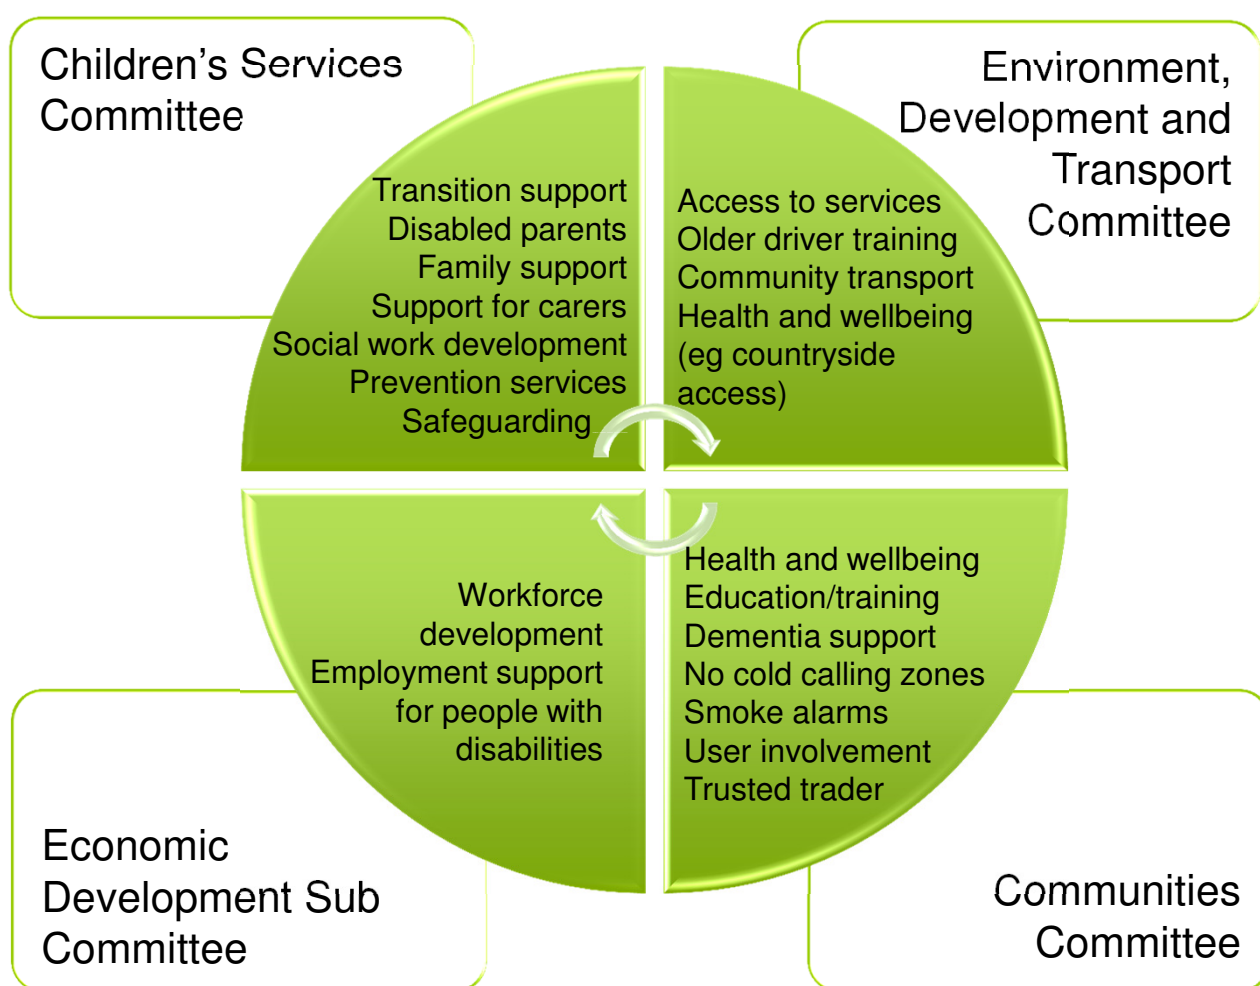 Children's Services
Committee
Environment,
Development and
Transport
Committee
Transition support
Disabled parents
Family support
Support for carers
Social work development
Prevention services
Safeguarding
Access to services
Older driver training
Community transport
Health and wellbeing
(eg countryside
access)
Workforce
development
Employment support
for people with
disabilities
Health and wellbeing
Education/training
Dementia support
No cold calling zones
Smoke alarms
User involvement
Trusted trader
Economic
Development Sub
Committee
Communities
Committee